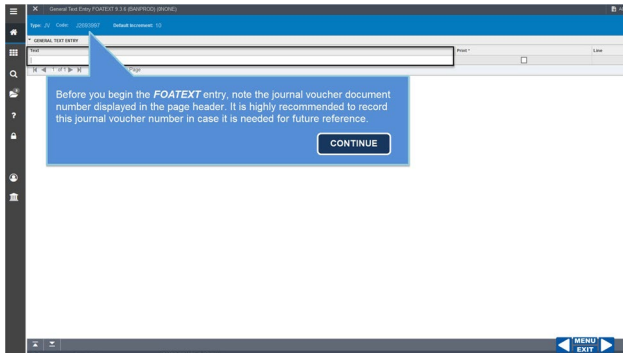 General Text Entry FOATEXT 9.3.6 (BANPROD) (0NONE)
Type: JV Code: J2693997 Default Increment: 10
GENERAL TEXT ENTRY
Text Print * Line
1 of 1 Page
Before you begin the FOATEXT entry, note the journal voucher document
number displayed in the page header. It is highly recommended to record
this journal voucher number in case it is needed for future reference.
CONTINUE
MENU
EXIT